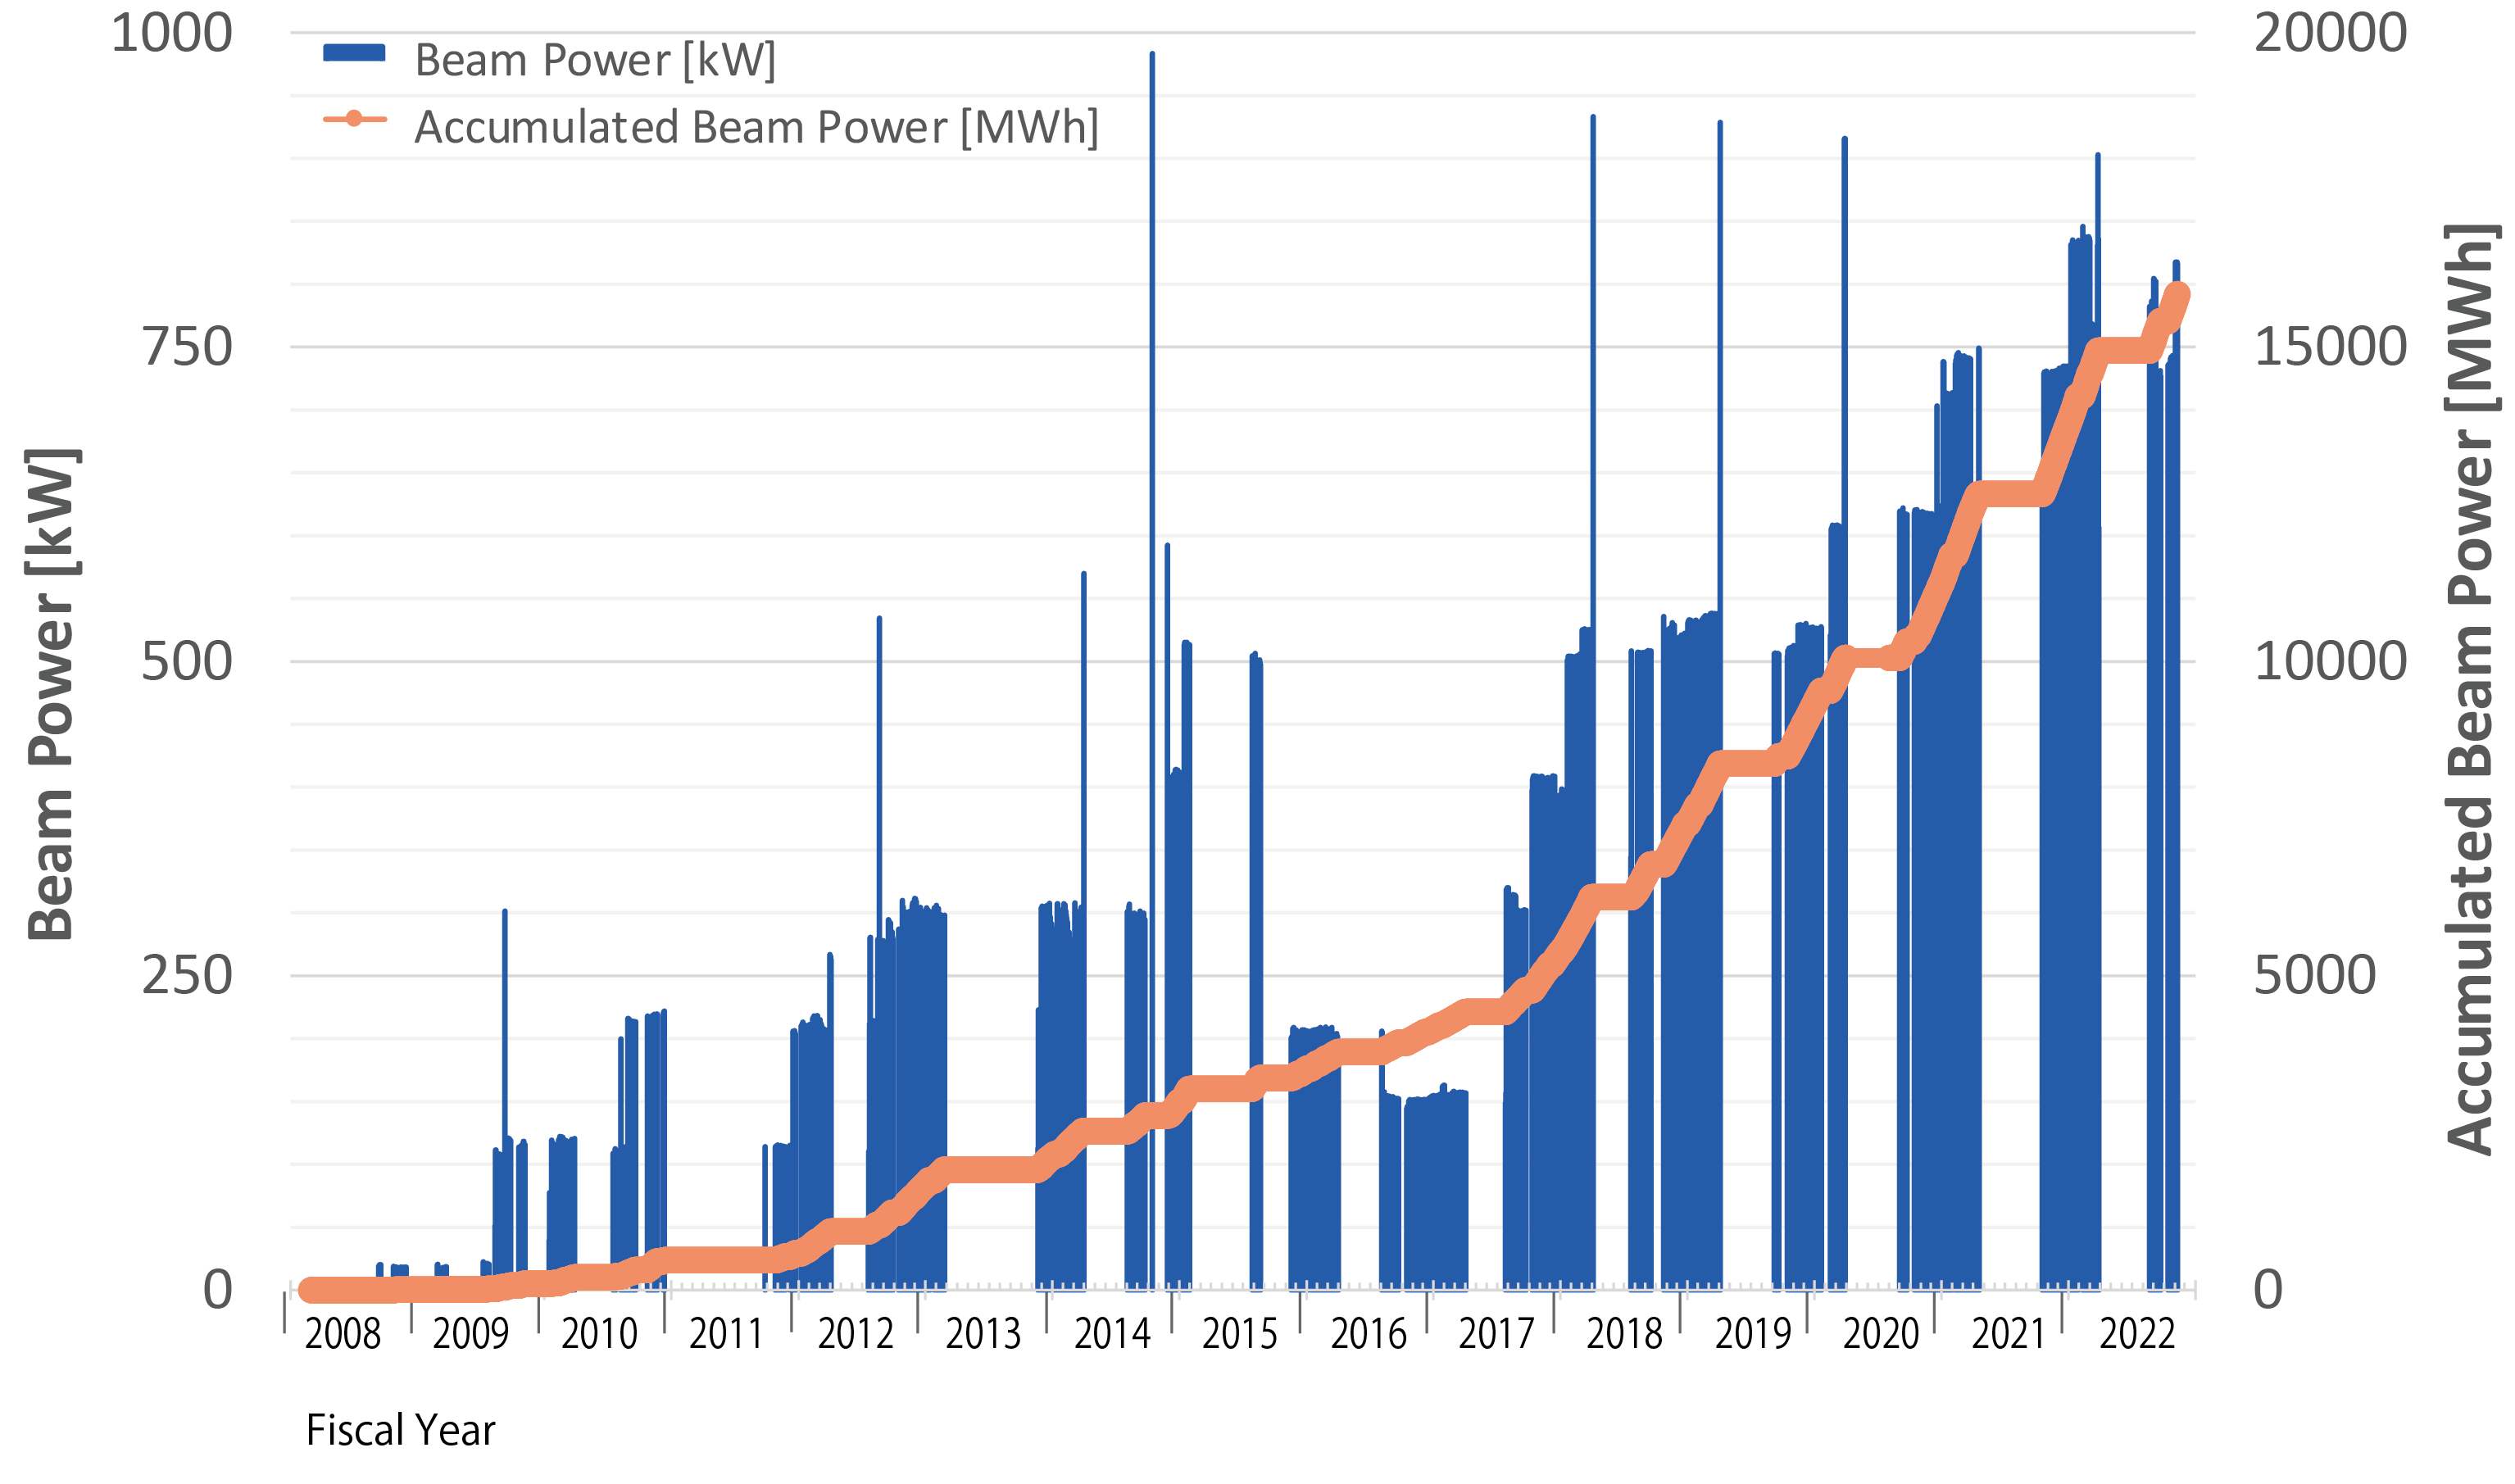 1000
750
500
250
0
Beam Power [kW]
Beam Power [kW]
Accumulated Beam Power [MWh]
20000
15000
10000
5000
0
Accumulated Beam Power [MWh]
2008 2009 2010 2011 2012 2013 2014 2015 2016 2017 2018 2019 2020 2021 2022
Fiscal Year